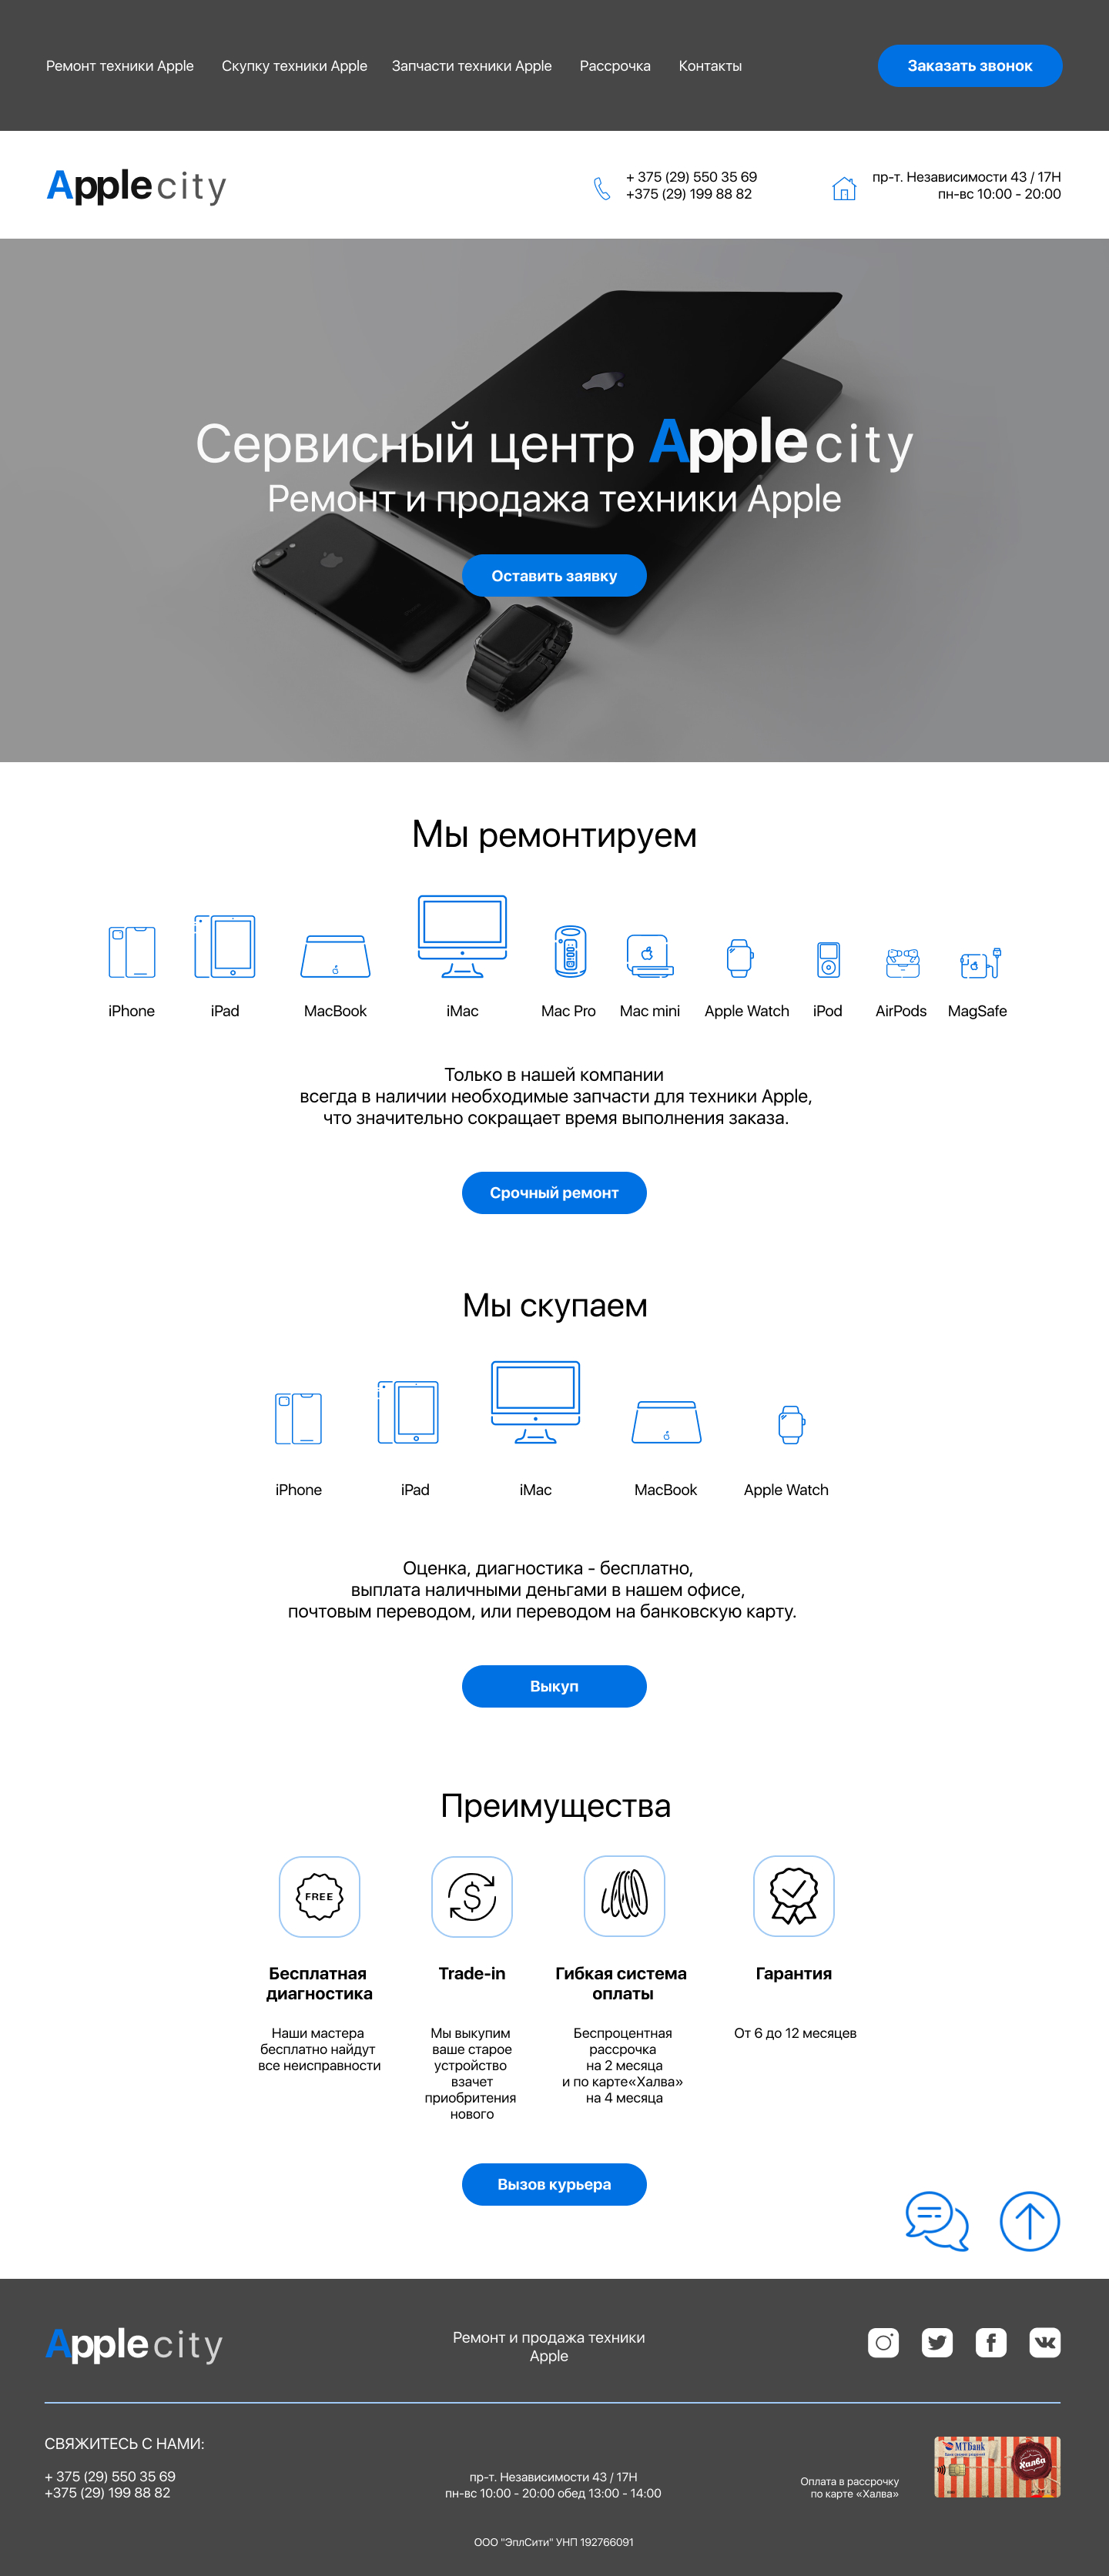 Ремонт техники Apple Скупку техники Apple Запчасти техники Apple Рассрочка Контакты Заказать звонок
Apple city
+ 375 (29) 550 35 69
+375 (29) 199 88 82
пр-т. Независимости 43 / 17Н
пн-вс 10:00 - 20:00
Сервисный центр Apple city
Ремонт и продажа техники Apple
Оставить заявку
Мы ремонтируем
iPhone iPad MacBook iMac Mac Pro Mac mini Apple Watch iPod AirPods MagSafe
Только в нашей компании
всегда в наличии необходимые запчасти для техники Apple,
что значительно сокращает время выполнения заказа.
Срочный ремонт
Мы скупаем
iPhone iPad iMac MacBook Apple Watch
Оценка, диагностика - бесплатно,
выплата наличными деньгами в нашем офисе,
почтовым переводом, или переводом на банковскую карту.
Выкуп
Преимущества
FREE
Бесплатная
диагностика
Наши мастера
бесплатно найдут
все неисправности
Trade-in
Мы выкупим
ваше старое
устройство
взачет
приобритения
нового
Гибкая система
оплаты
Беспроцентная
рассрочка
на 2 месяца
и по карте«Халва»
на 4 месяца
Гарантия
От 6 до 12 месяцев
Вызов курьера
Apple city
Ремонт и продажа техники
Apple
СВЯЖИТЕСЬ С НАМИ:
+ 375 (29) 550 35 69
+375 (29) 199 88 82
пр-т. Независимости 43 / 17Н
пн-вс 10:00 - 20:00 обед 13:00 - 14:00
Оплата в рассрочку
по карте «Халва»
МТБанк
Халва
ООО "ЭплСити" УНП 192766091